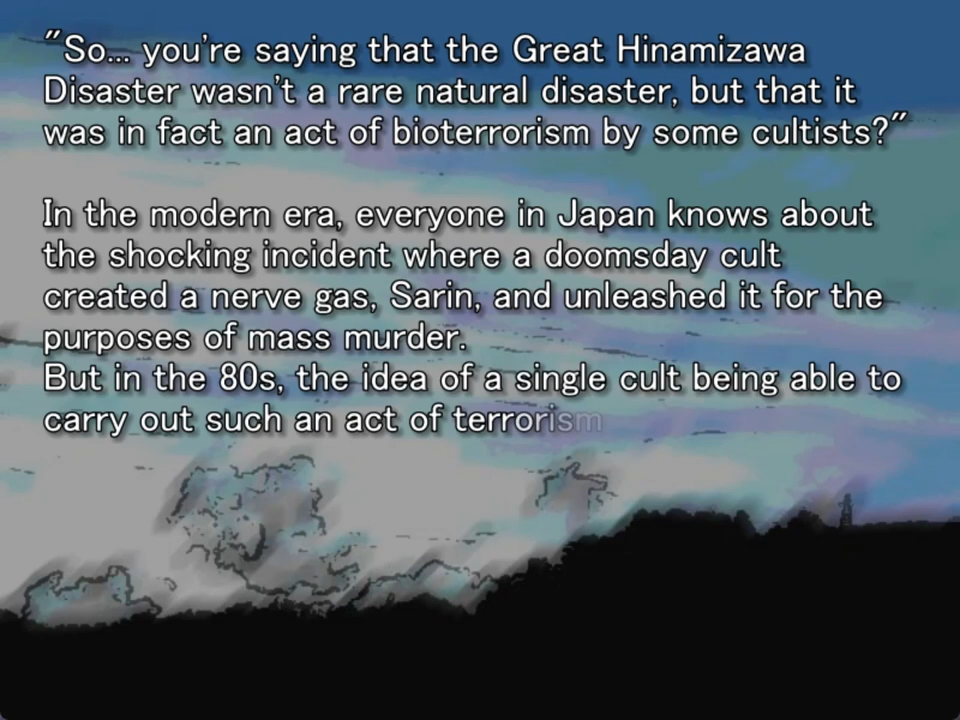 "So... you're saying that the Great Hinamizawa
Disaster wasn't a rare natural disaster, but that it
was in fact an act of bioterrorism by some cultists?"
In the modern era, everyone in Japan knows about
the shocking incident where a doomsday cult
created a nerve gas, Sarin, and unleashed it for the
purposes of mass murder.
But in the 80s, the idea of a single cult being able to
carry out such an act of terrorism